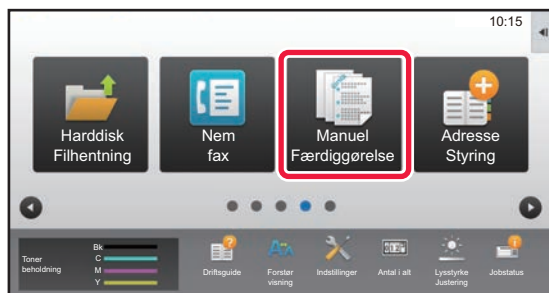 10:15
Harddisk
Filhentning
Nem
fax
Manuel
Færdiggørelse
Adresse
Styring
Toner
beholdning
Bk
C
M
Y
Driftsguide
Forstør
visning
Indstillinger
Antal i alt
Lysstyrke
Justering
Jobstatus